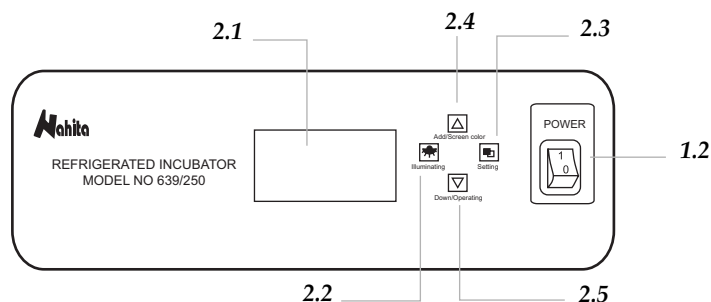 2.1
2.4
2.3
Nahita
REFRIGERATED INCUBATOR
MODEL NO 639/250
Add/Screen color
Illuminating
Setting
Down/Operating
POWER
1
0
1.2
2.2
2.5